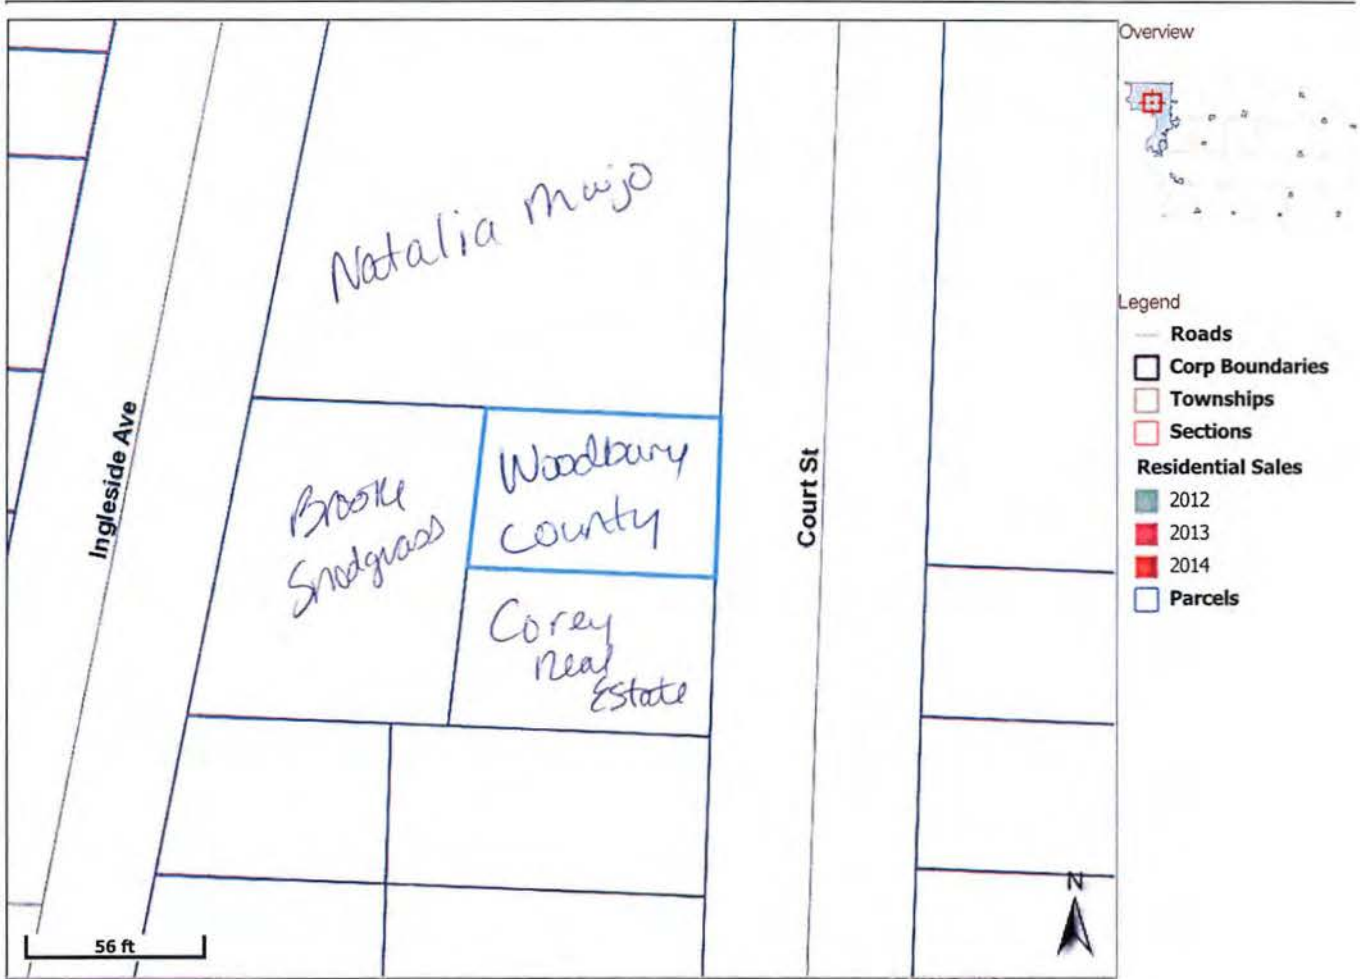 Overview
Natalia
Legend
Roads
Corp Boundaries
Townships
Sections
Residential Sales
2012
2013
2014
Parcels
Ingleside Ave
Brooke
Snodgrass
Woodbury
County
Court St
Corey
Real
Estate
N
56 ft